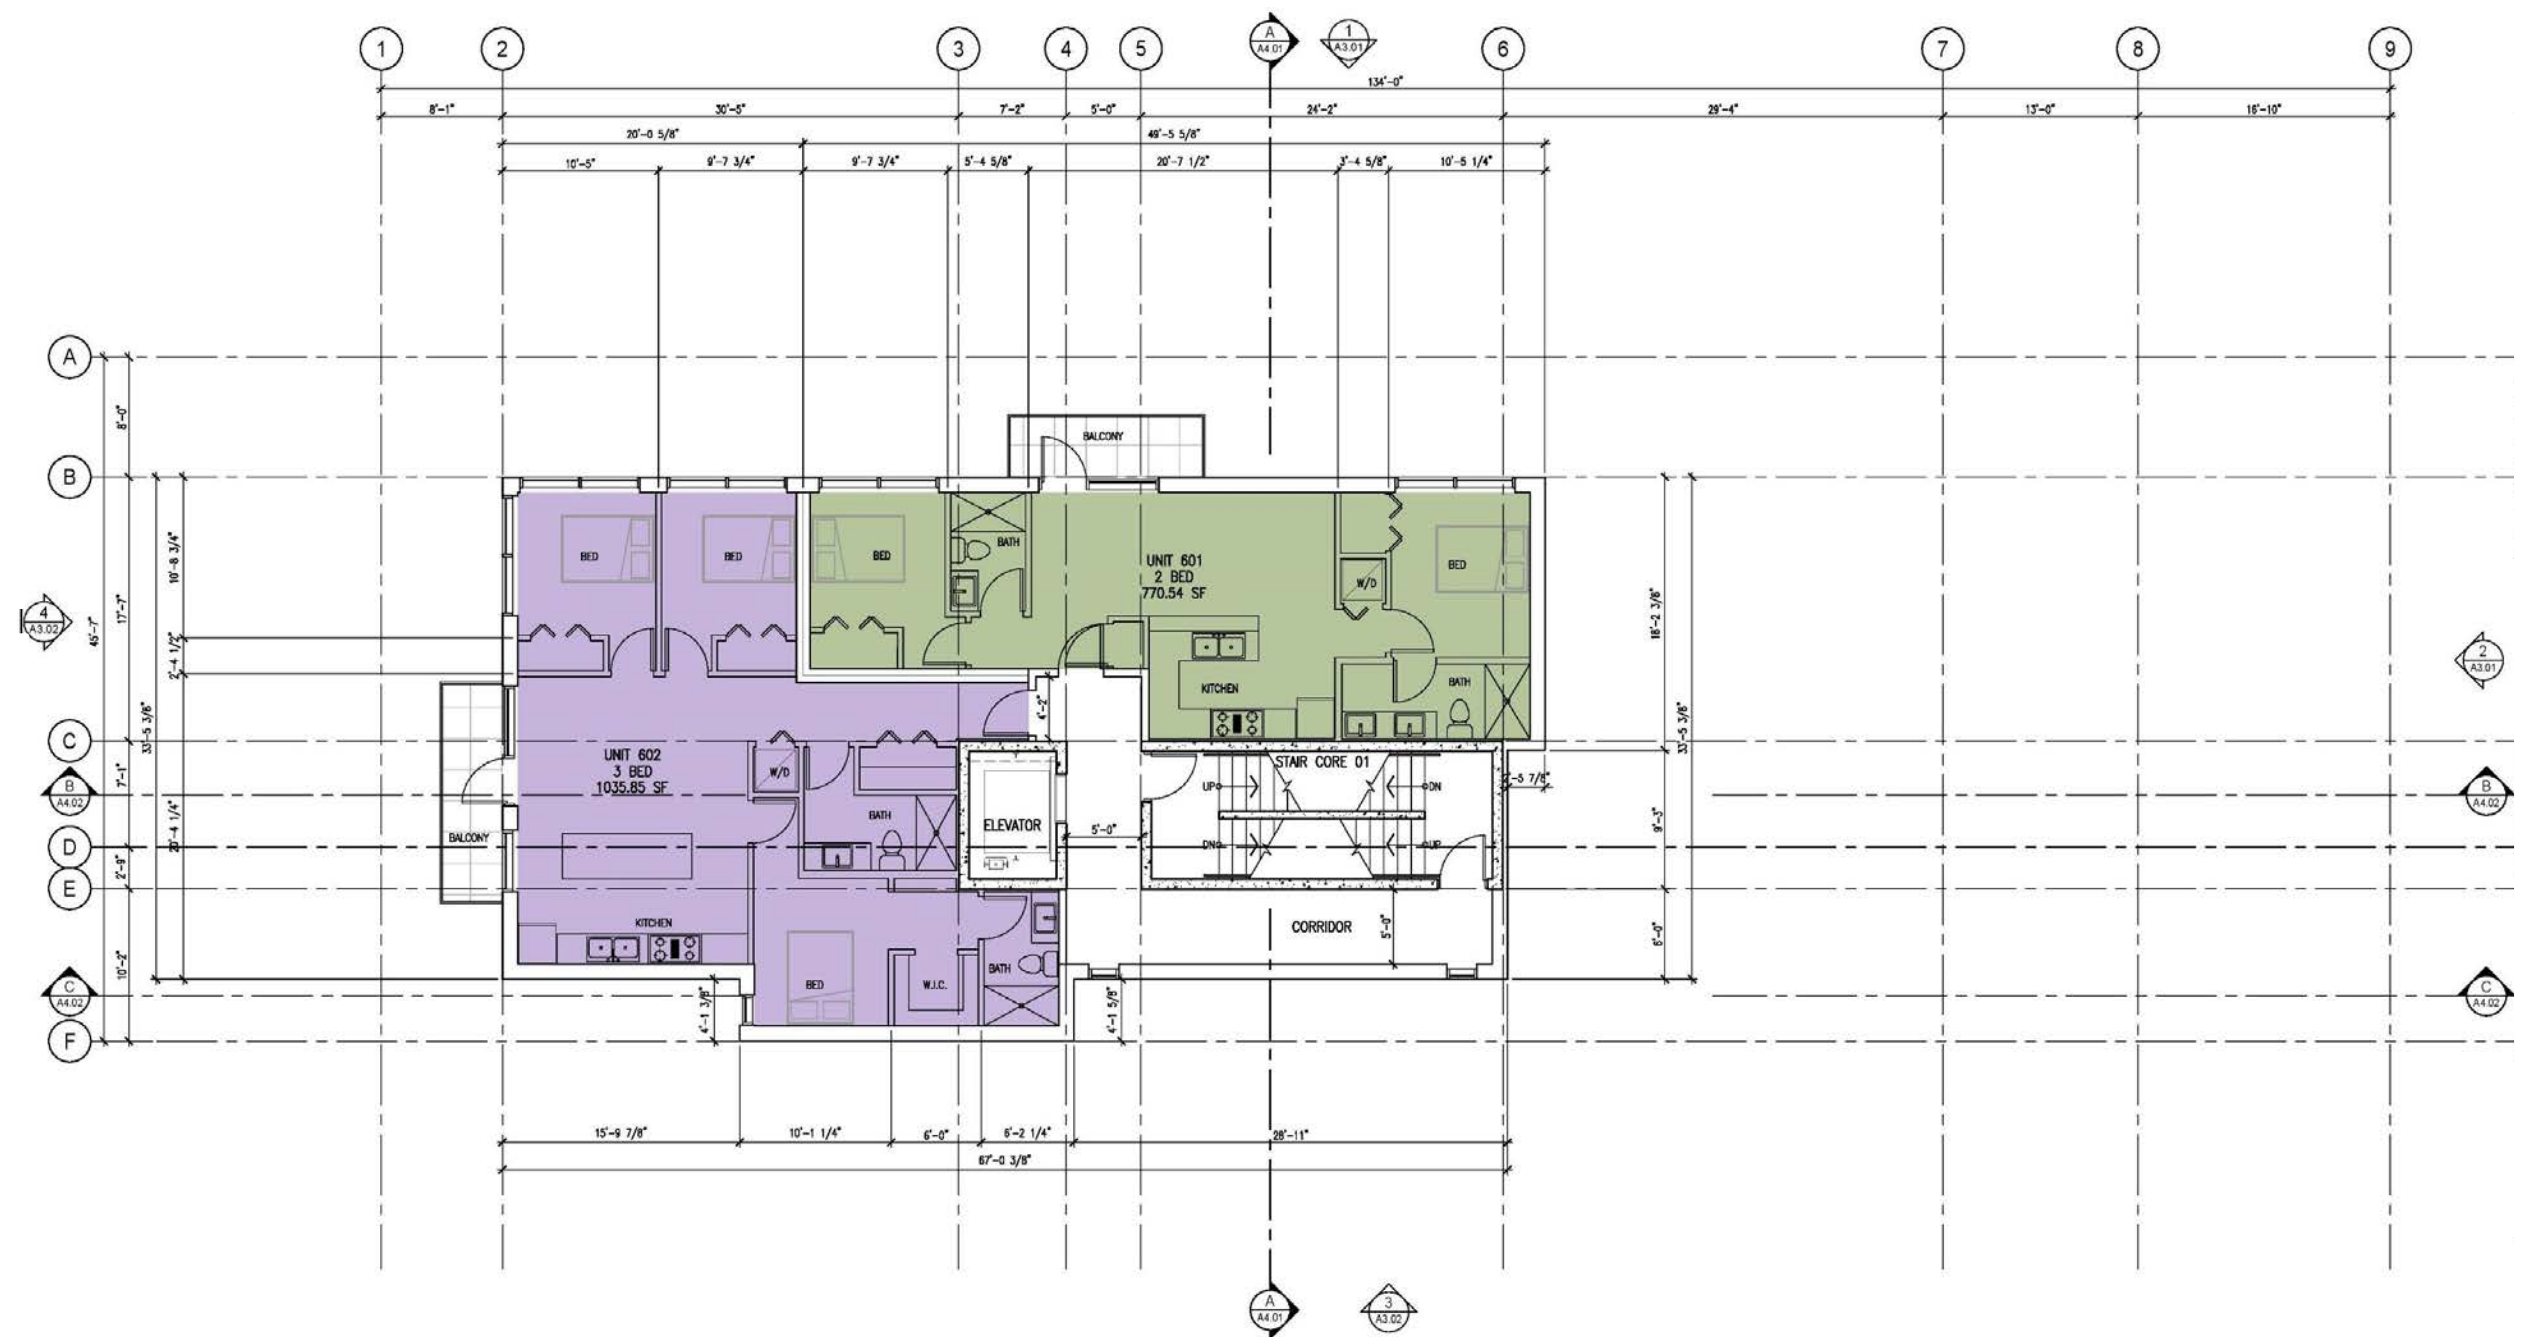 1 2 3 4 5 6 7 8 9
A
A4.01
1
A3.01
134'-0"
8'-1" 30'-5" 7'-2" 5'-0" 24'-2" 29'-4" 13'-0" 16'-10"
20'-0 5/8" 49'-5 5/8"
10'-5" 9'-7 3/4" 9'-7 3/4" 5'-4 5/8" 20'-7 1/2" 3'-4 5/8" 10'-5 1/4"
A
8'-0"
BALCONY
B
10'-8 3/4"
17'-7"
45'-7"
2'-4 1/2"
33'-5 3/8"
20'-4 1/4"
BED
BED
BED
BATH
UNIT 601
2 BED
770.54 SF
W/D
BED
18'-2 3/8"
4
A3.02
2
A3.01
KITCHEN
BATH
4'-2"
C
UNIT 602
3 BED
1035.85 SF
W/D
STAIR CORE 01
33'-5 3/8"
7'-1"
B
A4.02
UP
DN
B
A4.02
BALCONY
BATH
ELEVATOR
5'-0"
9'-3"
D
DN
UP
2'-9"
E
KITCHEN
CORRIDOR
5'-0"
6'-0"
10'-2"
C
A4.02
BED
W.I.C.
BATH
C
A4.02
4'-1 3/8"
4'-1 5/8"
F
15'-9 7/8" 10'-1 1/4" 6'-0" 6'-2 1/4" 28'-11"
67'-0 3/8"
A
A4.01
3
A3.02